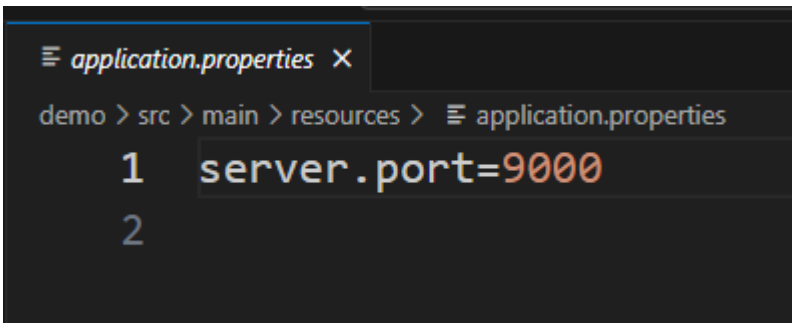 application.properties ×
demo > src > main > resources > application.properties
1 server.port=9000
2